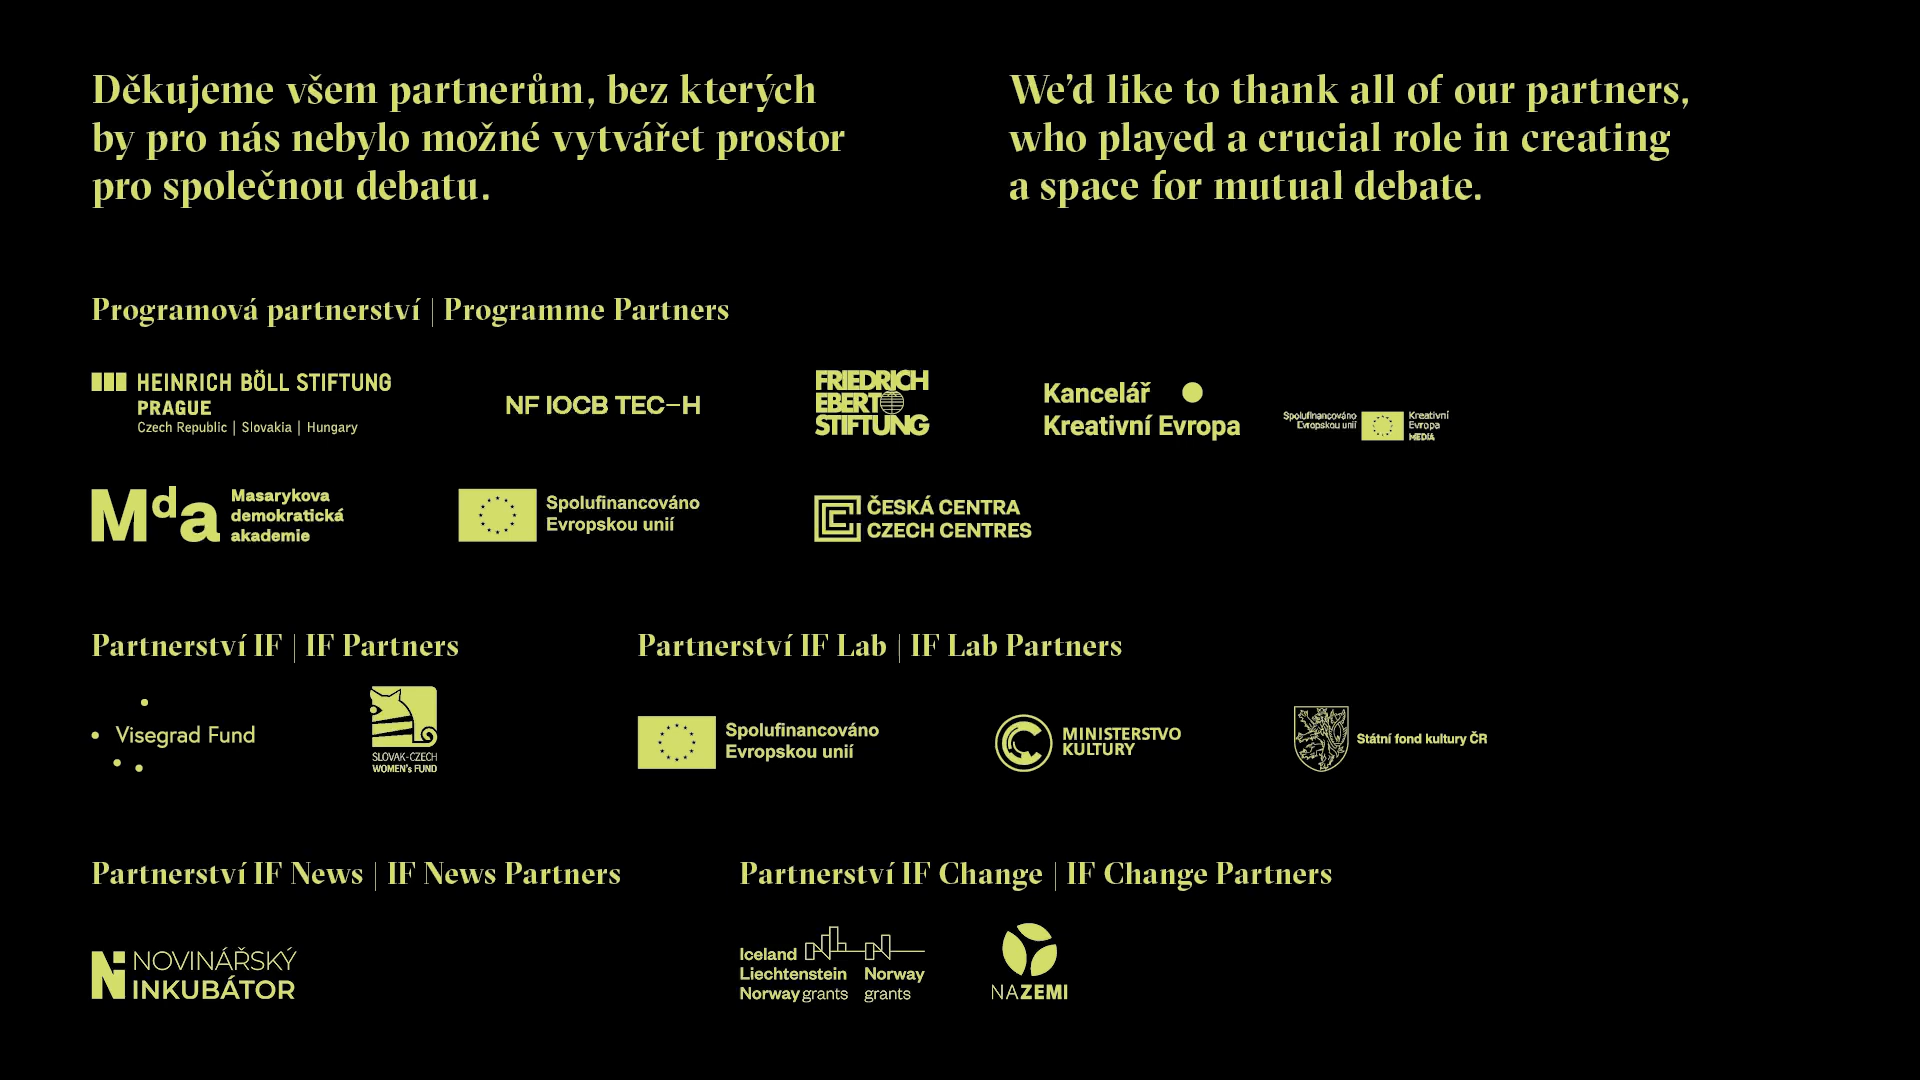 Děkujeme všem partnerům, bez kterých
by pro nás nebylo možné vytvářet prostor
pro společnou debatu.
We’d like to thank all of our partners,
who played a crucial role in creating
a space for mutual debate.
Programová partnerství | Programme Partners
HEINRICH BÖLL STIFTUNG
PRAGUE
Czech Republic | Slovakia | Hungary
NF IOCB TEC–H
FRIEDRICH
EBERT
STIFTUNG
Kancelář
Kreativní Evropa
Spolufinancováno
Evropskou unií
Kreativní
Evropa
MEDIA
Mda
Masarykova
demokratická
akademie
Spolufinancováno
Evropskou unií
ČESKÁ CENTRA
CZECH CENTRES
Partnerství IF | IF Partners
Visegrad Fund
SLOVAK-CZECH
WOMEN's FUND
Partnerství IF Lab | IF Lab Partners
Spolufinancováno
Evropskou unií
MINISTERSTVO
KULTURY
Státní fond kultury ČR
Partnerství IF News | IF News Partners
NOVINÁŘSKÝ
INKUBÁTOR
Partnerství IF Change | IF Change Partners
Iceland
Liechtenstein
Norway grants
Norway
grants
NAZEMI